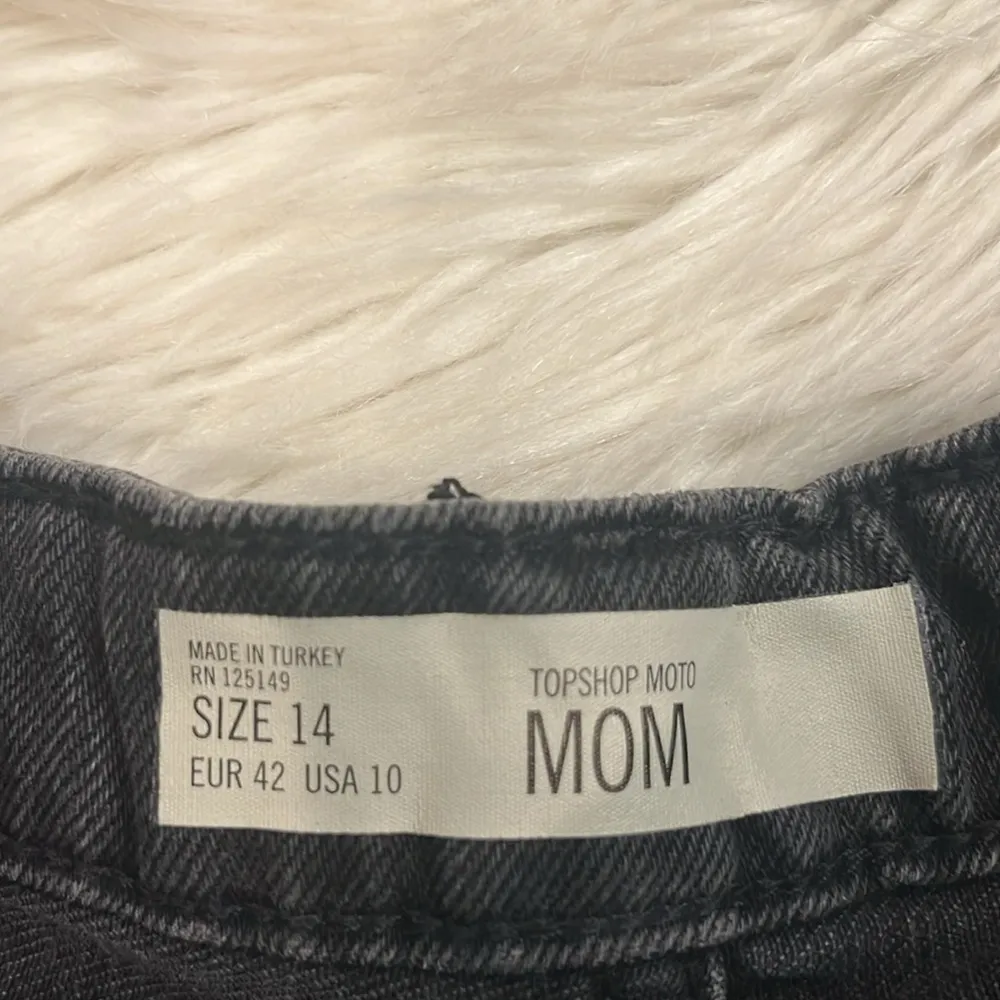 MADE IN TURKEY
RN 125149
SIZE 14
EUR 42 USA 10
TOPSHOP MOTO
MOM